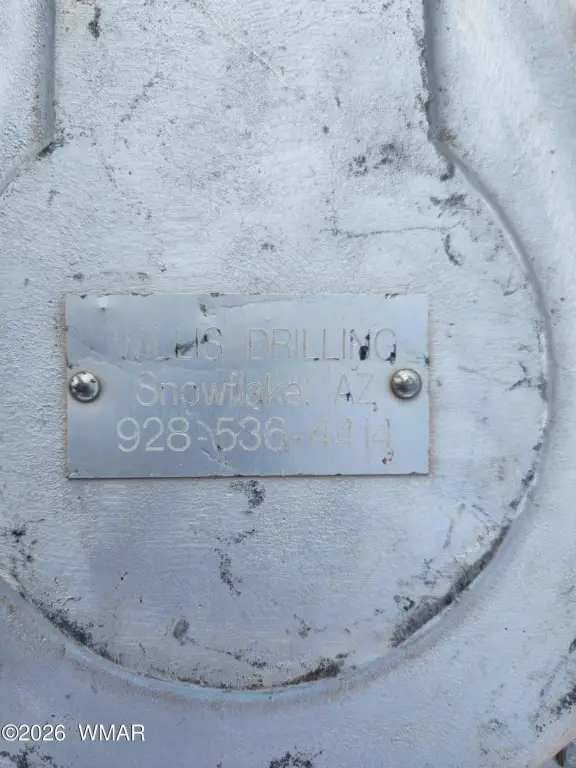 WILLIS DRILLING
Snowflake, AZ
928-536-4414
©2026 WMAR